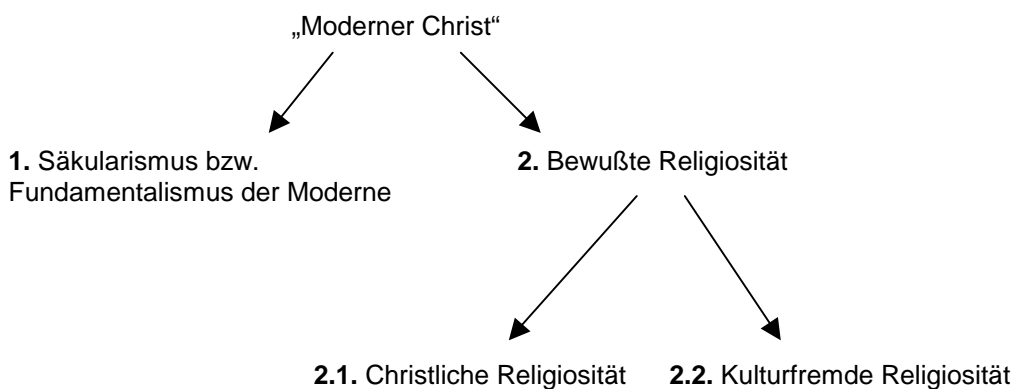 „Moderner Christ“
1. Säkularismus bzw.
Fundamentalismus der Moderne
2. Bewußte Religiosität
2.1. Christliche Religiosität
2.2. Kulturfremde Religiosität